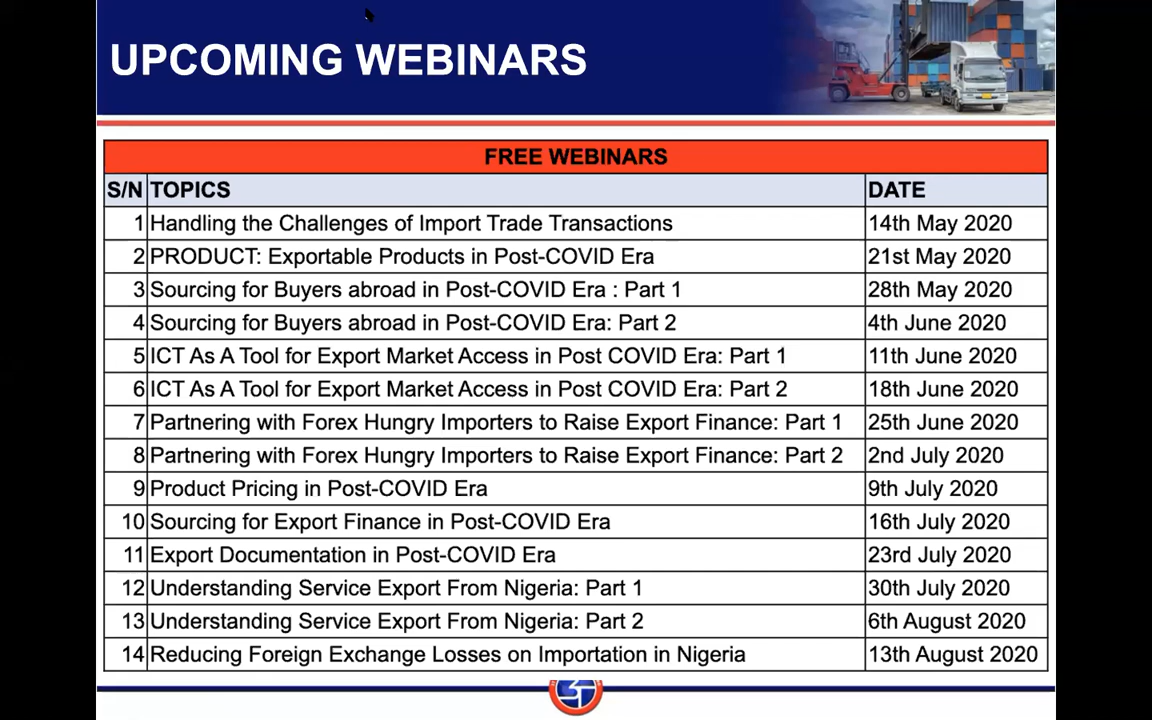 UPCOMING WEBINARS
FREE WEBINARS
S/N TOPICS DATE
1 Handling the Challenges of Import Trade Transactions 14th May 2020
2 PRODUCT: Exportable Products in Post-COVID Era 21st May 2020
3 Sourcing for Buyers abroad in Post-COVID Era : Part 1 28th May 2020
4 Sourcing for Buyers abroad in Post-COVID Era: Part 2 4th June 2020
5 ICT As A Tool for Export Market Access in Post COVID Era: Part 1 11th June 2020
6 ICT As A Tool for Export Market Access in Post COVID Era: Part 2 18th June 2020
7 Partnering with Forex Hungry Importers to Raise Export Finance: Part 1 25th June 2020
8 Partnering with Forex Hungry Importers to Raise Export Finance: Part 2 2nd July 2020
9 Product Pricing in Post-COVID Era 9th July 2020
10 Sourcing for Export Finance in Post-COVID Era 16th July 2020
11 Export Documentation in Post-COVID Era 23rd July 2020
12 Understanding Service Export From Nigeria: Part 1 30th July 2020
13 Understanding Service Export From Nigeria: Part 2 6th August 2020
14 Reducing Foreign Exchange Losses on Importation in Nigeria 13th August 2020